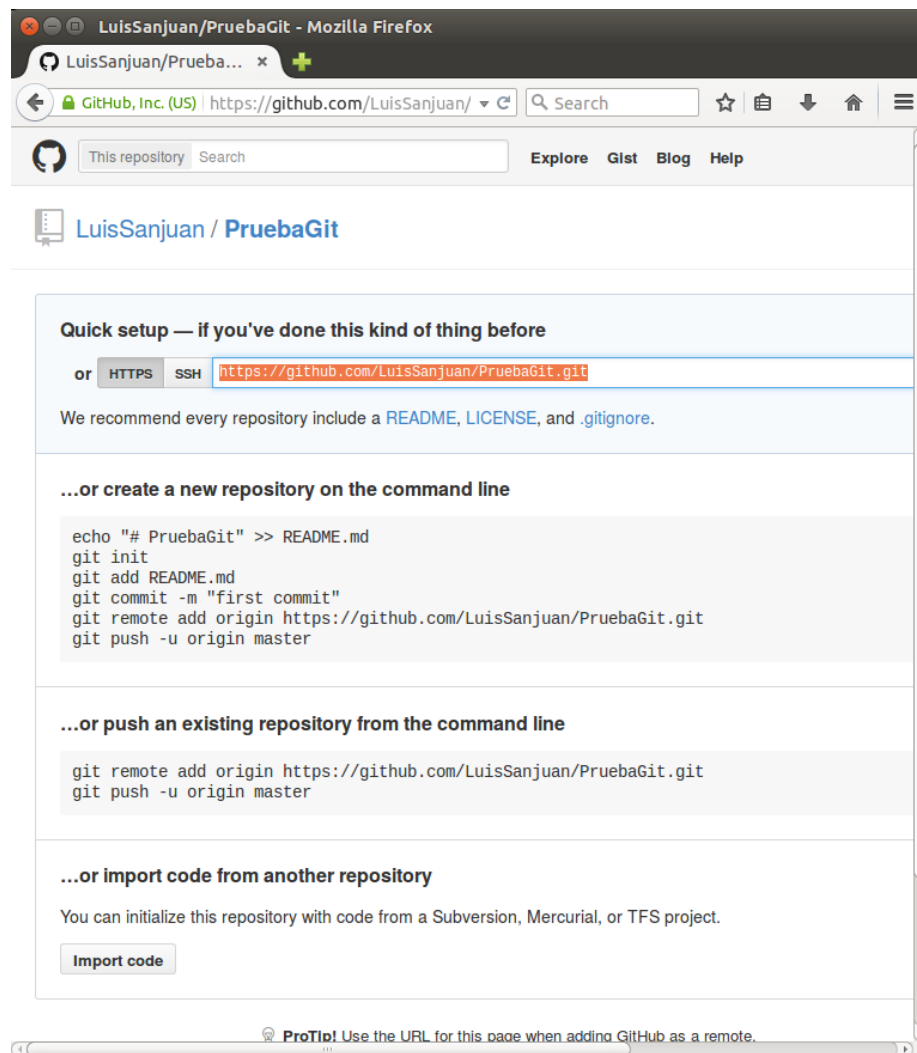 LuisSanjuan/PruebaGit - Mozilla Firefox
LuisSanjuan/Prueba...
GitHub, Inc. (US) https://github.com/LuisSanjuan/ Search
This repository Search Explore Gist Blog Help
LuisSanjuan / PruebaGit
Quick setup — if you've done this kind of thing before
or HTTPS SSH https://github.com/LuisSanjuan/PruebaGit.git
We recommend every repository include a README, LICENSE, and .gitignore.
…or create a new repository on the command line
echo "# PruebaGit" >> README.md
git init
git add README.md
git commit -m "first commit"
git remote add origin https://github.com/LuisSanjuan/PruebaGit.git
git push -u origin master
…or push an existing repository from the command line
git remote add origin https://github.com/LuisSanjuan/PruebaGit.git
git push -u origin master
…or import code from another repository
You can initialize this repository with code from a Subversion, Mercurial, or TFS project.
Import code
ProTip! Use the URL for this page when adding GitHub as a remote.